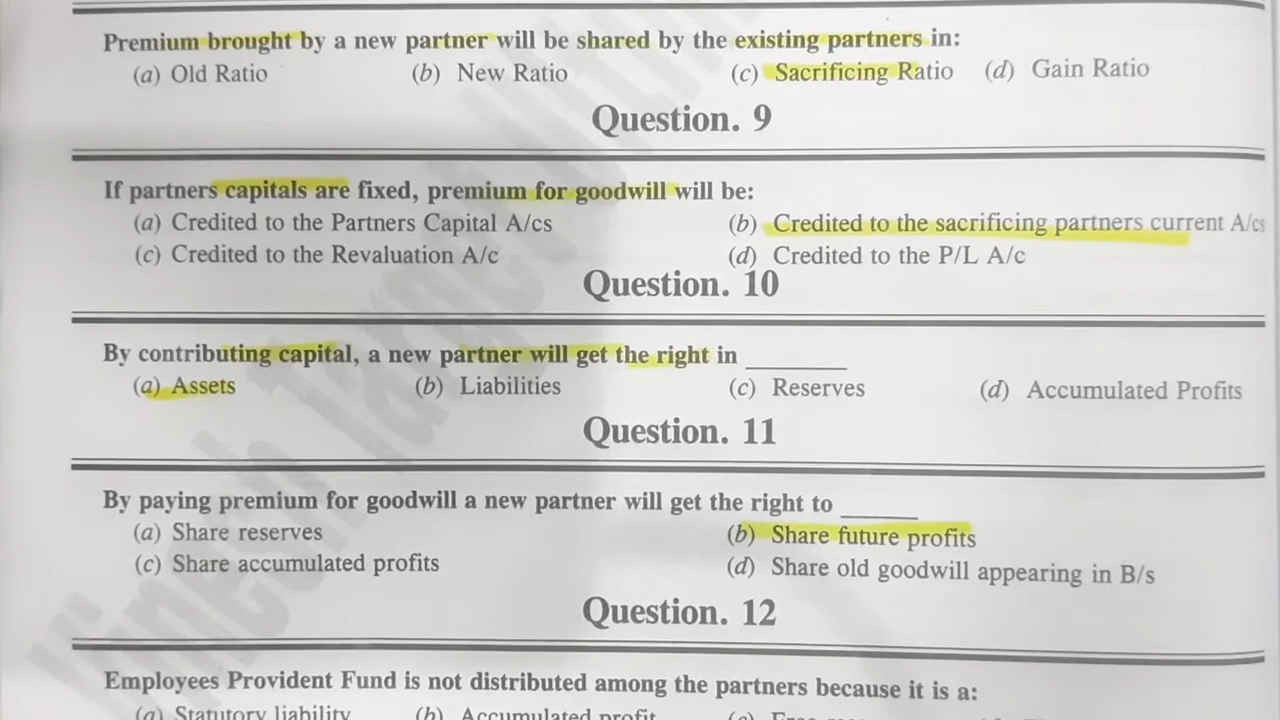 Premium brought by a new partner will be shared by the existing partners in:
(a) Old Ratio (b) New Ratio (c) Sacrificing Ratio (d) Gain Ratio
Question. 9
If partners capitals are fixed, premium for goodwill will be:
(a) Credited to the Partners Capital A/cs (b) Credited to the sacrificing partners current A/cs
(c) Credited to the Revaluation A/c (d) Credited to the P/L A/c
Question. 10
By contributing capital, a new partner will get the right in ________
(a) Assets (b) Liabilities (c) Reserves (d) Accumulated Profits
Question. 11
By paying premium for goodwill a new partner will get the right to ______
(a) Share reserves (b) Share future profits
(c) Share accumulated profits (d) Share old goodwill appearing in B/s
Question. 12
Employees Provident Fund is not distributed among the partners because it is a:
(a) Statutory liability (b) Accumulated profit (c)